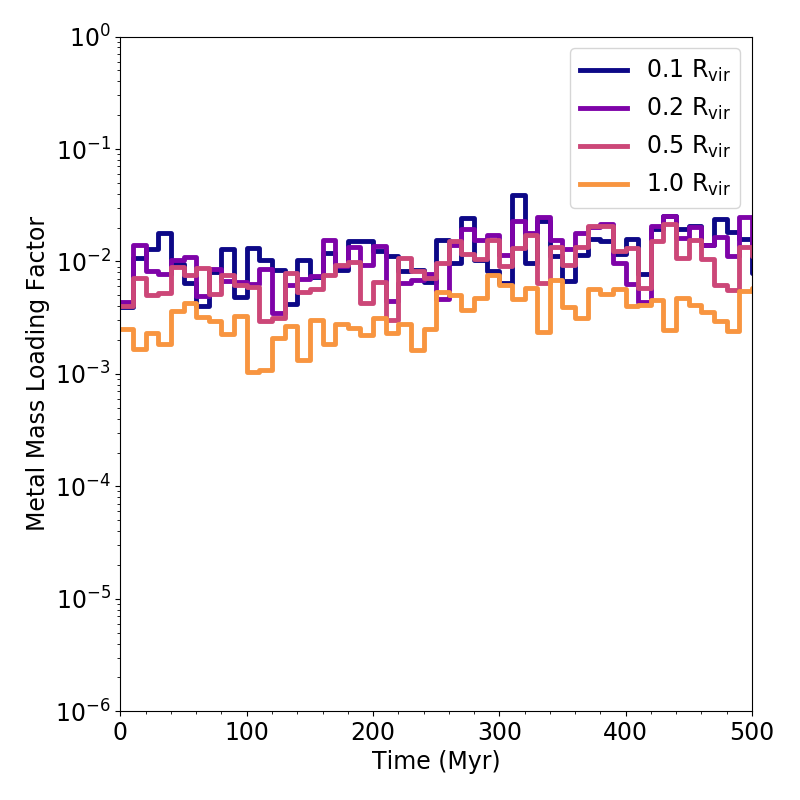 10^0
10^-1
10^-2
10^-3
10^-4
10^-5
10^-6
Metal Mass Loading Factor
0.1 R_vir
0.2 R_vir
0.5 R_vir
1.0 R_vir
0 100 200 300 400 500
Time (Myr)